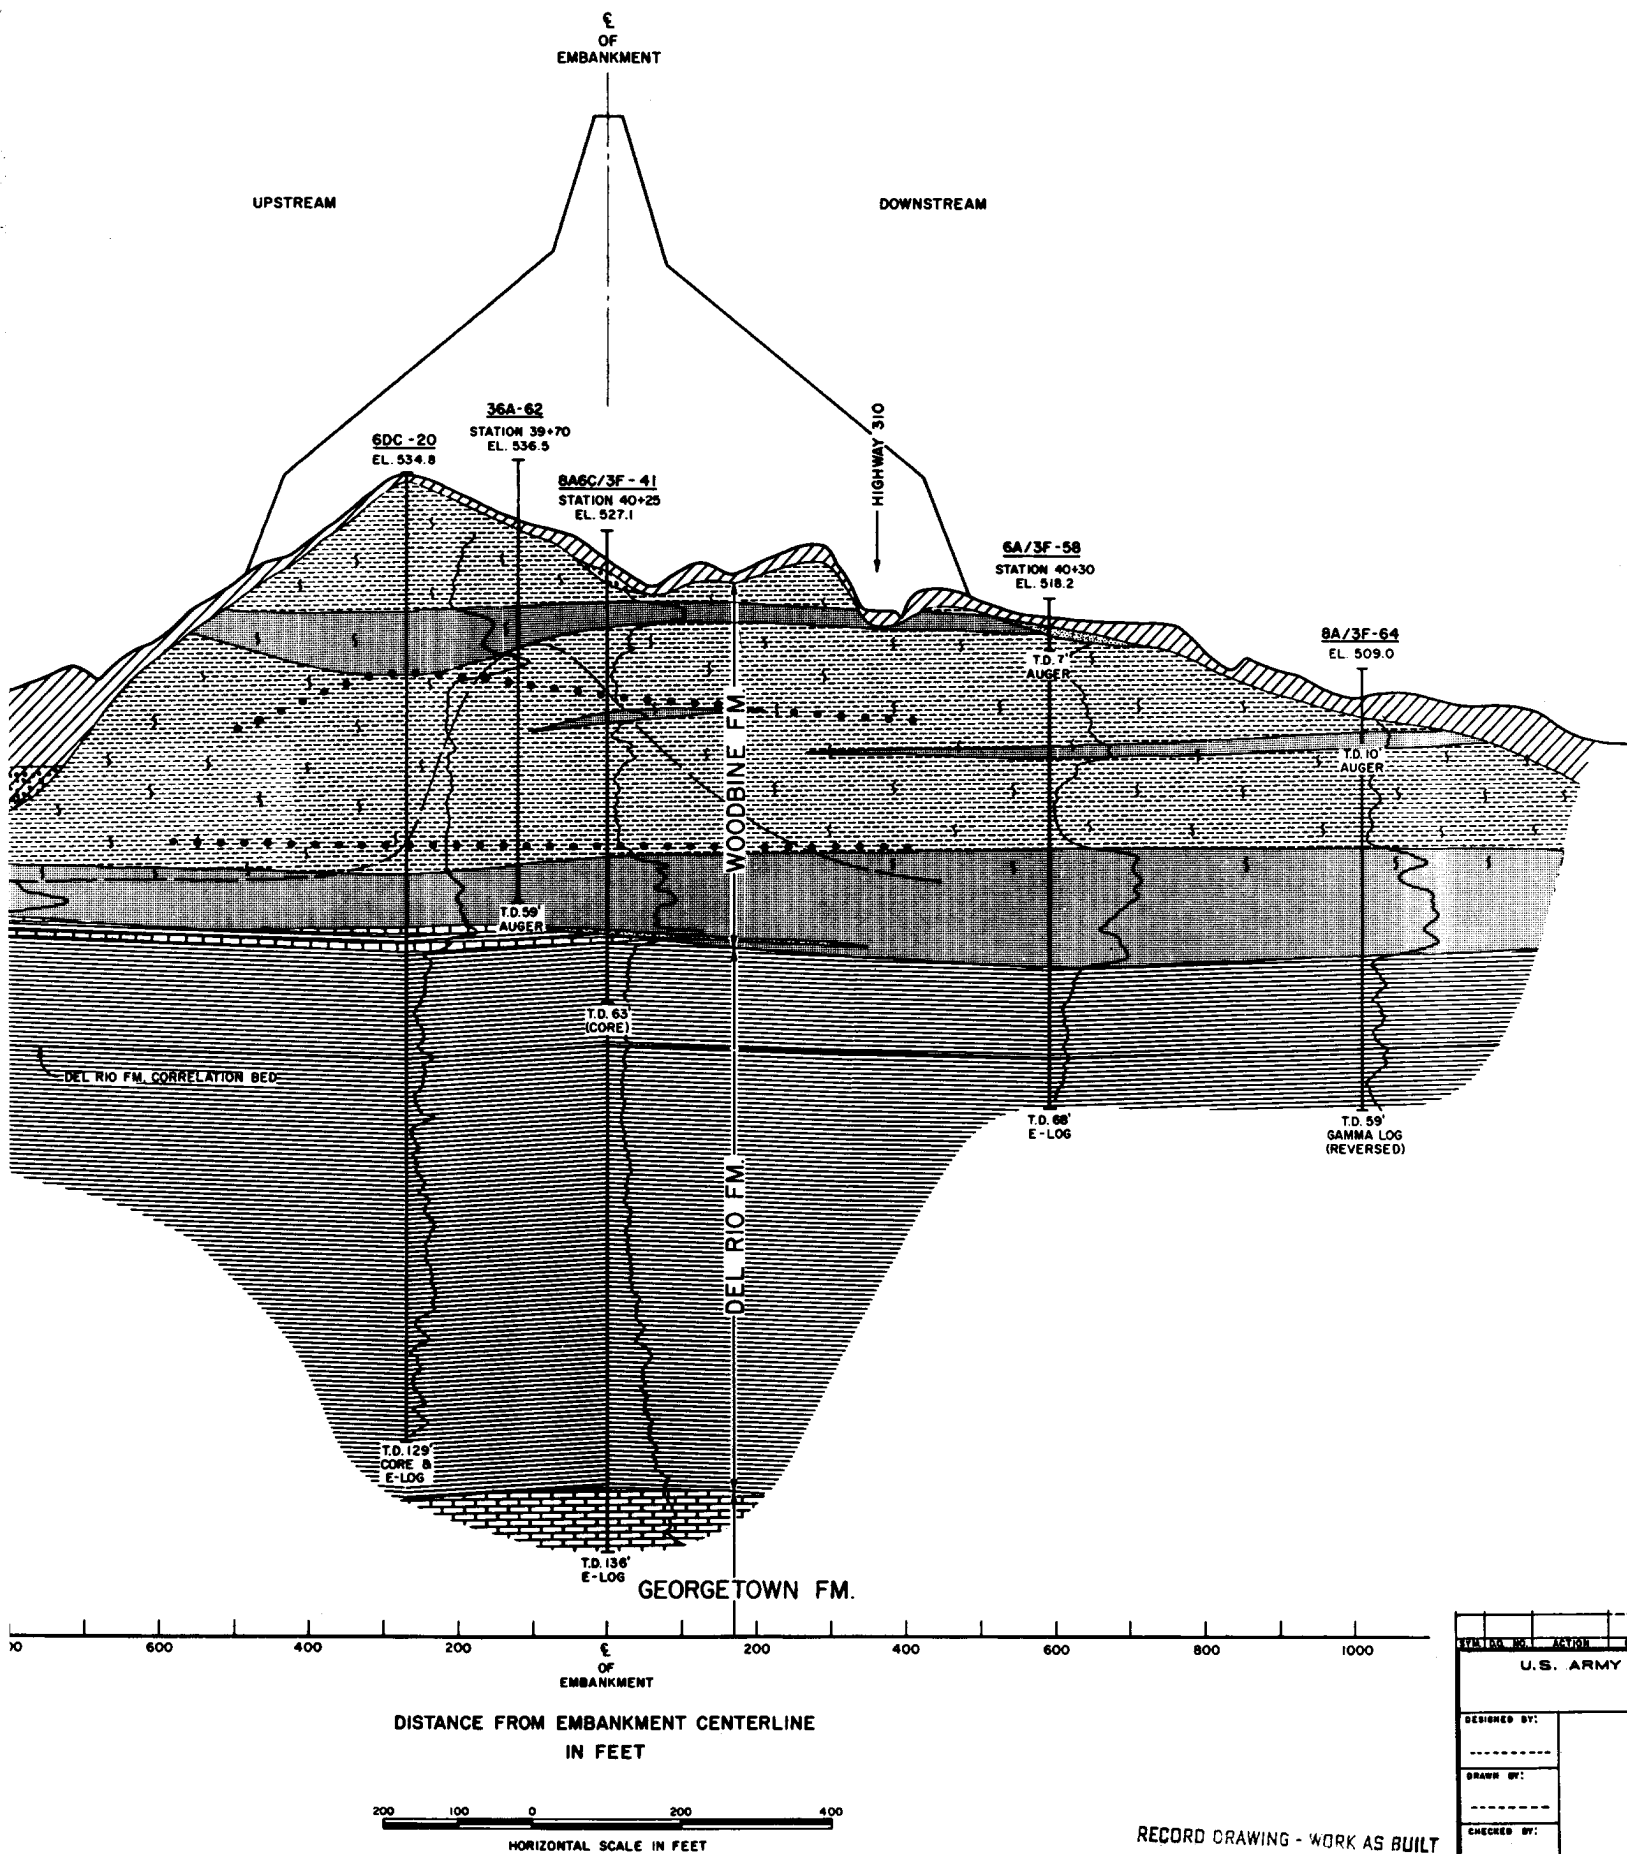 ℄
OF
EMBANKMENT
UPSTREAM
DOWNSTREAM
HIGHWAY 310
36A-62
STATION 39+70
EL. 536.5
6DC-20
EL. 534.8
8A6C/3F-41
STATION 40+25
EL. 527.1
6A/3F-58
STATION 40+30
EL. 518.2
8A/3F-64
EL. 509.0
T.D. 7'
AUGER
T.D. 10'
AUGER
WOODBINE FM.
T.D. 59'
AUGER
T.D. 63'
(CORE)
DEL RIO FM. CORRELATION BED
T.D. 68'
E-LOG
T.D. 59'
GAMMA LOG
(REVERSED)
DEL RIO FM.
T.D. 129'
CORE &
E-LOG
T.D. 136'
E-LOG
GEORGETOWN FM.
600 400 200 ℄ 200 400 600 800 1000
OF
EMBANKMENT
DISTANCE FROM EMBANKMENT CENTERLINE
IN FEET
200 100 0 200 400
HORIZONTAL SCALE IN FEET
RECORD DRAWING - WORK AS BUILT
ACTION
U.S. ARMY
DESIGNED BY:
DRAWN BY:
CHECKED BY: